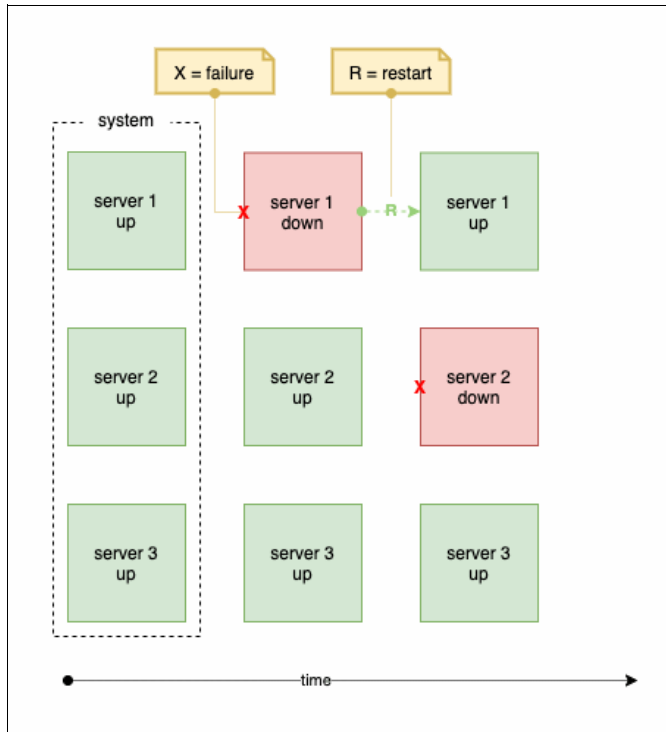 X = failure
R = restart
system
server 1
up
X
server 1
down
R
server 1
up
server 2
up
server 2
up
X
server 2
down
server 3
up
server 3
up
server 3
up
time